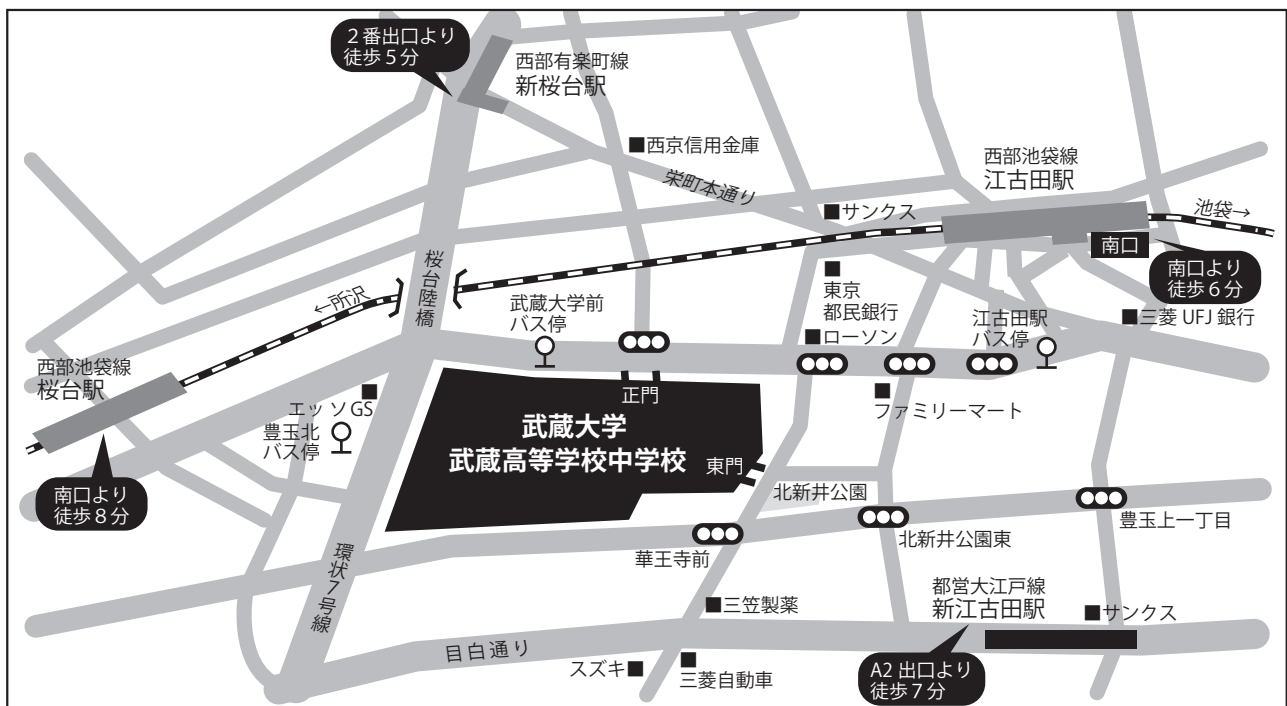 2番出口より
徒歩5分
西部有楽町線
新桜台駅
西京信用金庫
栄町本通り
西部池袋線
江古田駅
サンクス
池袋→
南口
南口より
徒歩6分
桜台陸橋
←所沢
武蔵大学前
バス停
東京
都民銀行
ローソン
江古田駅
バス停
三菱UFJ銀行
西部池袋線
桜台駅
エッソGS
豊玉北
バス停
正門
ファミリーマート
武蔵大学
武蔵高等学校中学校
東門
南口より
徒歩8分
北新井公園
華王寺前
北新井公園東
豊玉上一丁目
環状7号線
都営大江戸線
新江古田駅
サンクス
三笠製薬
目白通り
スズキ
三菱自動車
A2出口より
徒歩7分